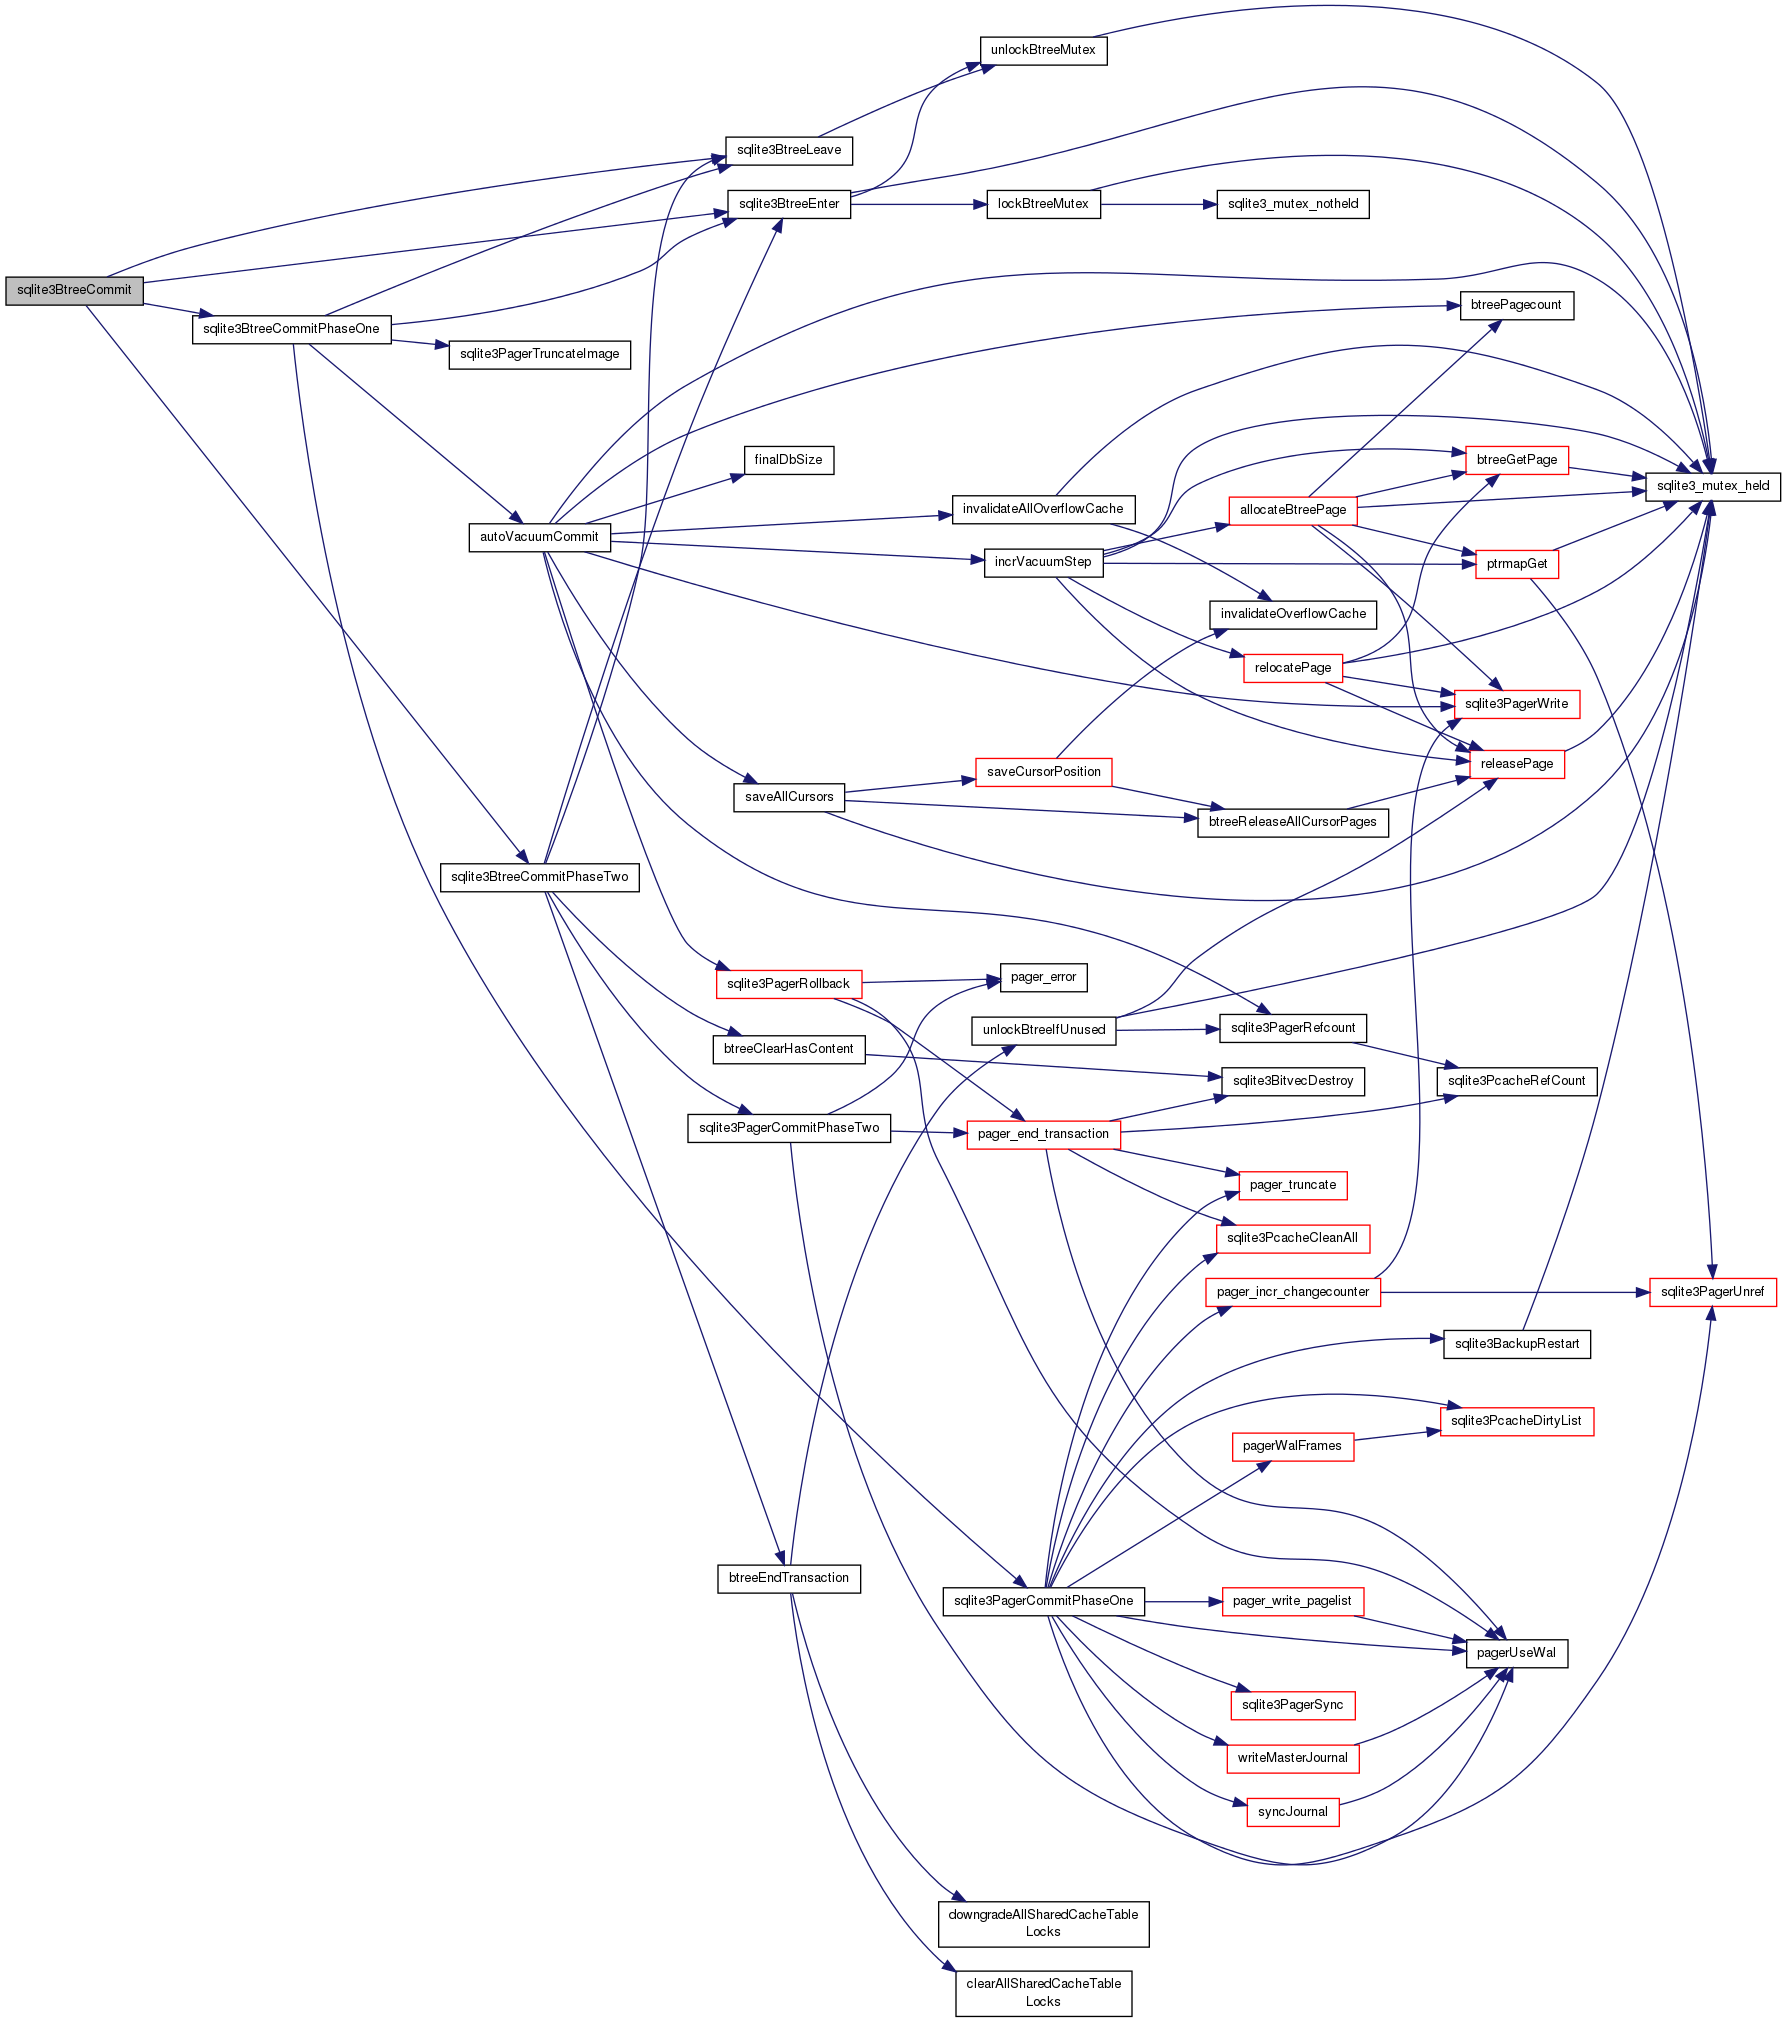 unlockBtreeMutex
sqlite3BtreeLeave
sqlite3BtreeEnter
lockBtreeMutex
sqlite3_mutex_notheld
sqlite3BtreeCommit
btreePagecount
sqlite3BtreeCommitPhaseOne
sqlite3PagerTruncateImage
finalDbSize
btreeGetPage
sqlite3_mutex_held
invalidateAllOverflowCache
allocateBtreePage
autoVacuumCommit
incrVacuumStep
ptrmapGet
invalidateOverflowCache
relocatePage
sqlite3PagerWrite
releasePage
saveCursorPosition
saveAllCursors
btreeReleaseAllCursorPages
sqlite3BtreeCommitPhaseTwo
pager_error
sqlite3PagerRollback
unlockBtreeIfUnused
sqlite3PagerRefcount
btreeClearHasContent
sqlite3BitvecDestroy
sqlite3PcacheRefCount
sqlite3PagerCommitPhaseTwo
pager_end_transaction
pager_truncate
sqlite3PcacheCleanAll
pager_incr_changecounter
sqlite3PagerUnref
sqlite3BackupRestart
sqlite3PcacheDirtyList
pagerWalFrames
btreeEndTransaction
sqlite3PagerCommitPhaseOne
pager_write_pagelist
pagerUseWal
sqlite3PagerSync
writeMasterJournal
syncJournal
downgradeAllSharedCacheTable
Locks
clearAllSharedCacheTable
Locks